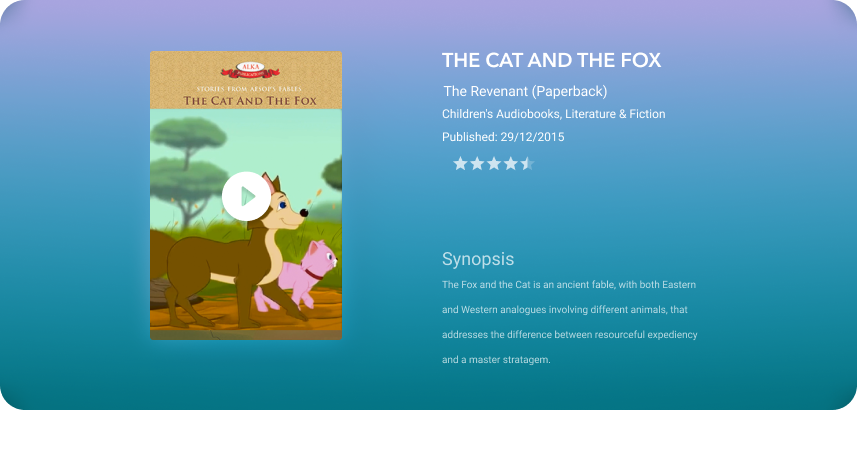 ALKA
STORIES FROM AESOP'S FABLES
THE CAT AND THE FOX
THE CAT AND THE FOX
The Revenant (Paperback)
Children's Audiobooks, Literature & Fiction
Published: 29/12/2015
Synopsis
The Fox and the Cat is an ancient fable, with both Eastern
and Western analogues involving different animals, that
addresses the difference between resourceful expediency
and a master stratagem.